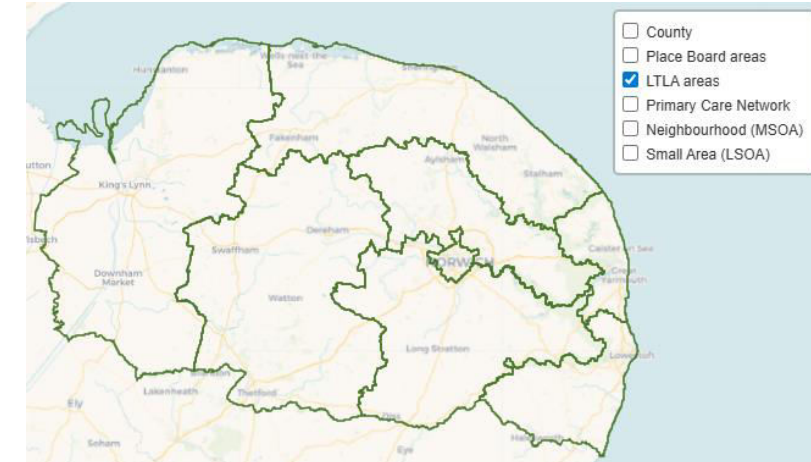 County
Place Board areas
LTLA areas
Primary Care Network
Neighbourhood (MSOA)
Small Area (LSOA)
Wells-next-the-
Sea
Hunstanton
Fakenham
North
Walsham
Aylsham
Stalham
King's Lynn
Dereham
Swaffham
NORWICH
Caister-on-Sea
Great
Yarmouth
Downham
Market
Watton
Long Stratton
Lowestoft
Lakenheath
Thetford
Diss
Ely
Soham
Eye